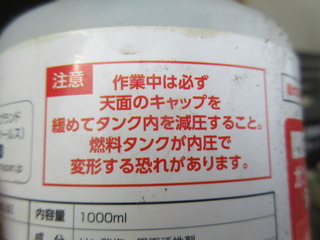 注意
作業中は必ず
天面のキャップを
緩めてタンク内を減圧すること。
燃料タンクが内圧で
変形する恐れがあります。
内容量 1000ml
成 分